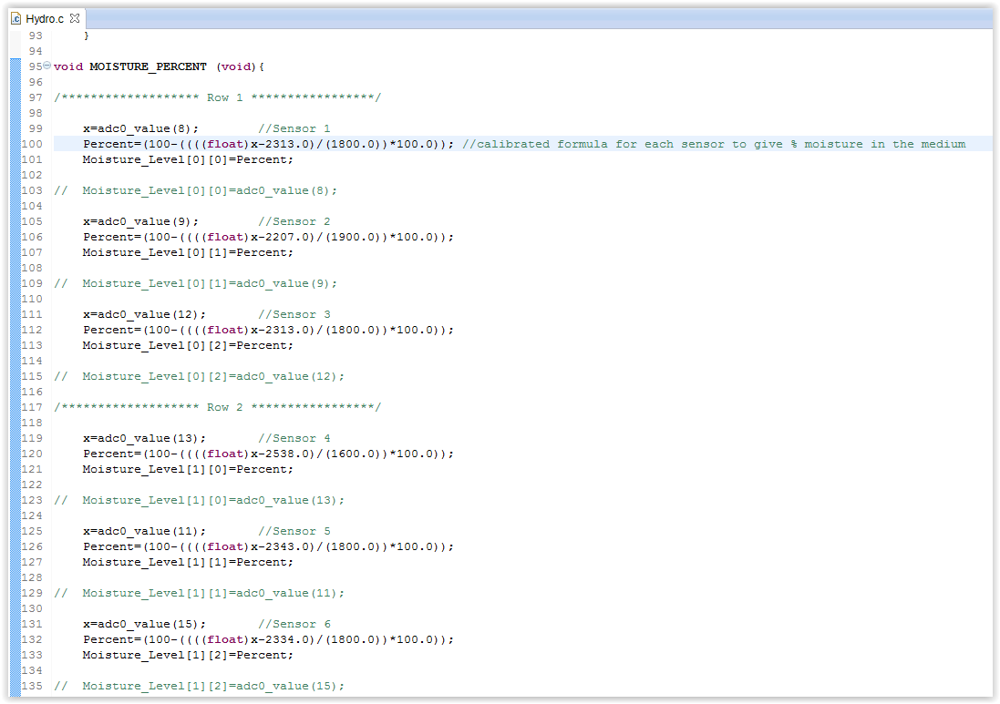 .c Hydro.c
93 }
94
95 void MOISTURE_PERCENT (void){
96
97 /******************* Row 1 *****************/
98
99 x=adc0_value(8); //Sensor 1
100 Percent=(100-((((float)x-2313.0)/(1800.0))*100.0)); //calibrated formula for each sensor to give % moisture in the medium
101 Moisture_Level[0][0]=Percent;
102
103 // Moisture_Level[0][0]=adc0_value(8);
104
105 x=adc0_value(9); //Sensor 2
106 Percent=(100-((((float)x-2207.0)/(1900.0))*100.0));
107 Moisture_Level[0][1]=Percent;
108
109 // Moisture_Level[0][1]=adc0_value(9);
110
111 x=adc0_value(12); //Sensor 3
112 Percent=(100-((((float)x-2313.0)/(1800.0))*100.0));
113 Moisture_Level[0][2]=Percent;
114
115 // Moisture_Level[0][2]=adc0_value(12);
116
117 /******************* Row 2 *****************/
118
119 x=adc0_value(13); //Sensor 4
120 Percent=(100-((((float)x-2538.0)/(1600.0))*100.0));
121 Moisture_Level[1][0]=Percent;
122
123 // Moisture_Level[1][0]=adc0_value(13);
124
125 x=adc0_value(11); //Sensor 5
126 Percent=(100-((((float)x-2343.0)/(1800.0))*100.0));
127 Moisture_Level[1][1]=Percent;
128
129 // Moisture_Level[1][1]=adc0_value(11);
130
131 x=adc0_value(15); //Sensor 6
132 Percent=(100-((((float)x-2334.0)/(1800.0))*100.0));
133 Moisture_Level[1][2]=Percent;
134
135 // Moisture_Level[1][2]=adc0_value(15);